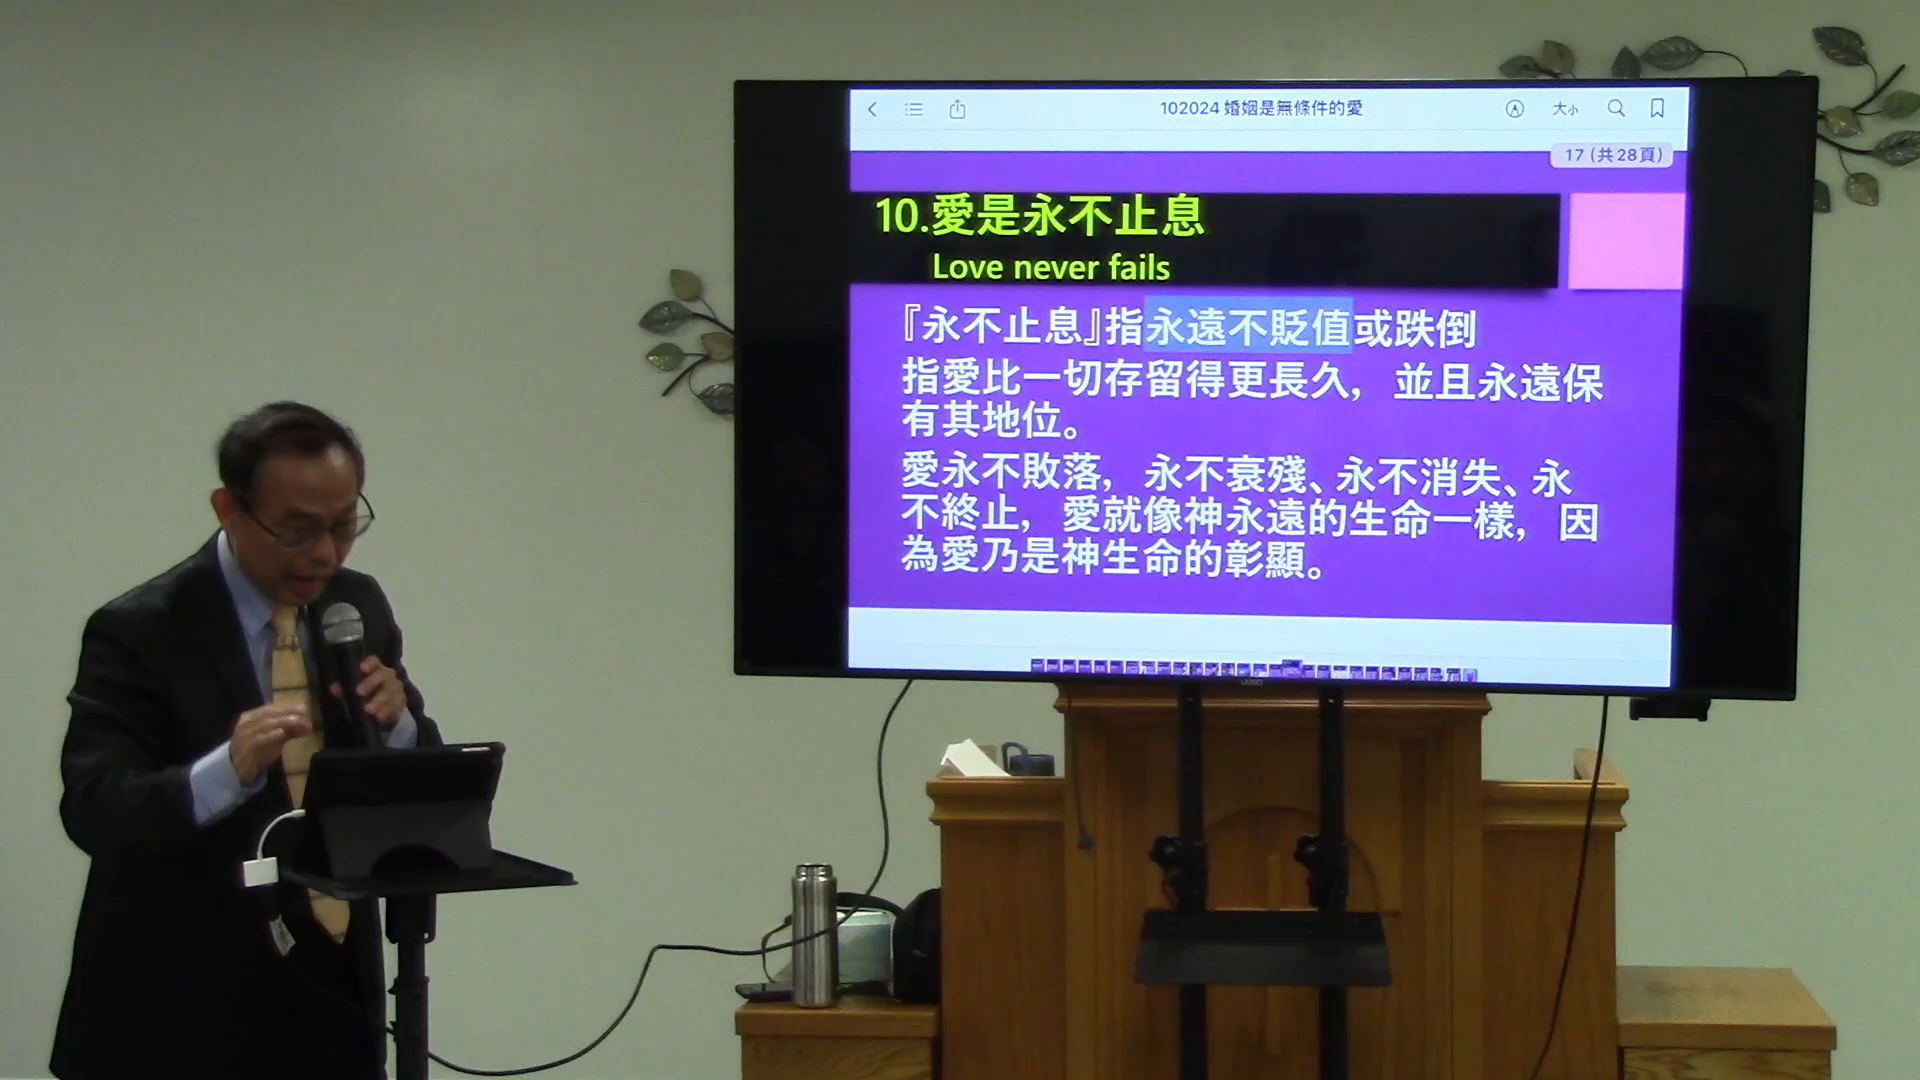 102024 婚姻是無條件的愛
大小
17 (共28頁)
10.愛是永不止息
Love never fails
『永不止息』指永遠不貶值或跌倒
指愛比一切存留得更長久，並且永遠保
有其地位。
愛永不敗落，永不衰殘、永不消失、永
不終止，愛就像神永遠的生命一樣，因
為愛乃是神生命的彰顯。